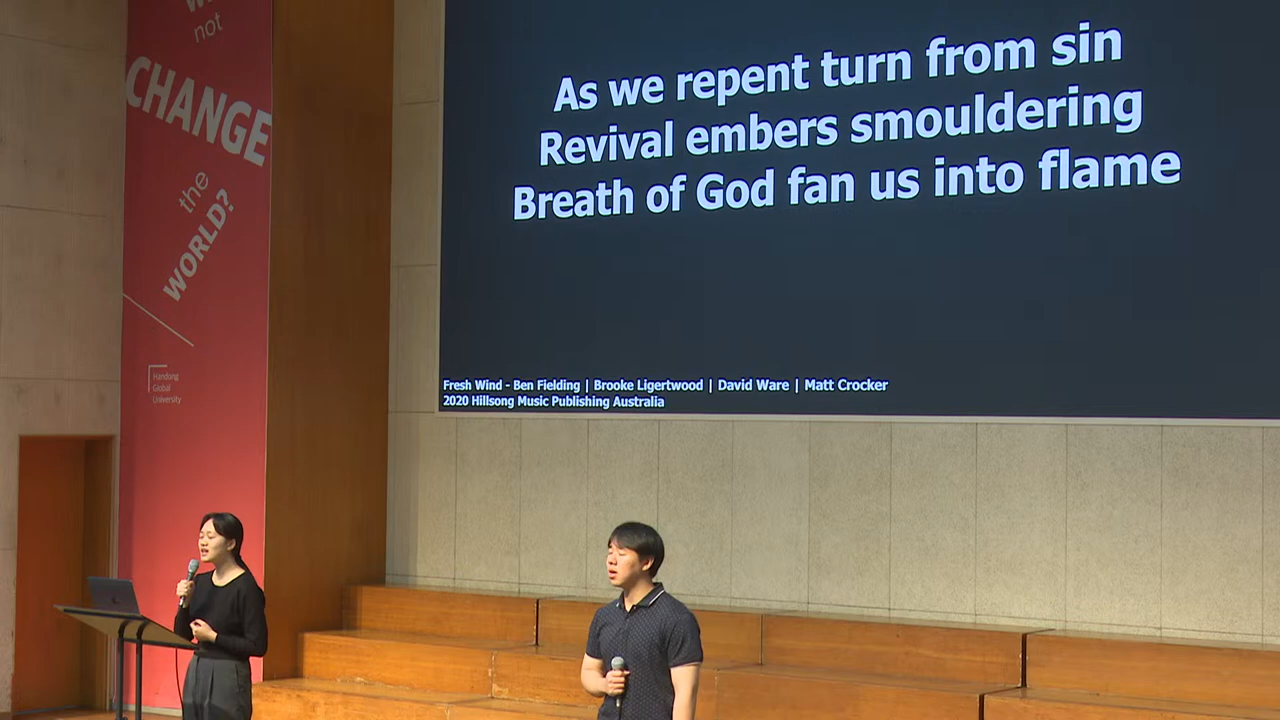 not
CHANGE
the
WORLD?
Handong
Global
University
As we repent turn from sin
Revival embers smouldering
Breath of God fan us into flame
Fresh Wind - Ben Fielding | Brooke Ligertwood | David Ware | Matt Crocker
2020 Hillsong Music Publishing Australia